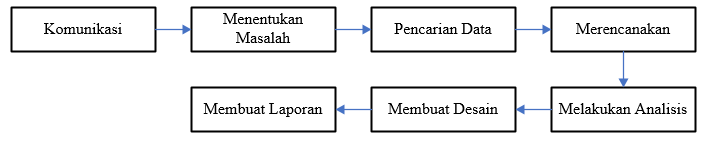 Komunikasi
Menentukan
Masalah
Pencarian Data
Merencanakan
Melakukan Analisis
Membuat Desain
Membuat Laporan